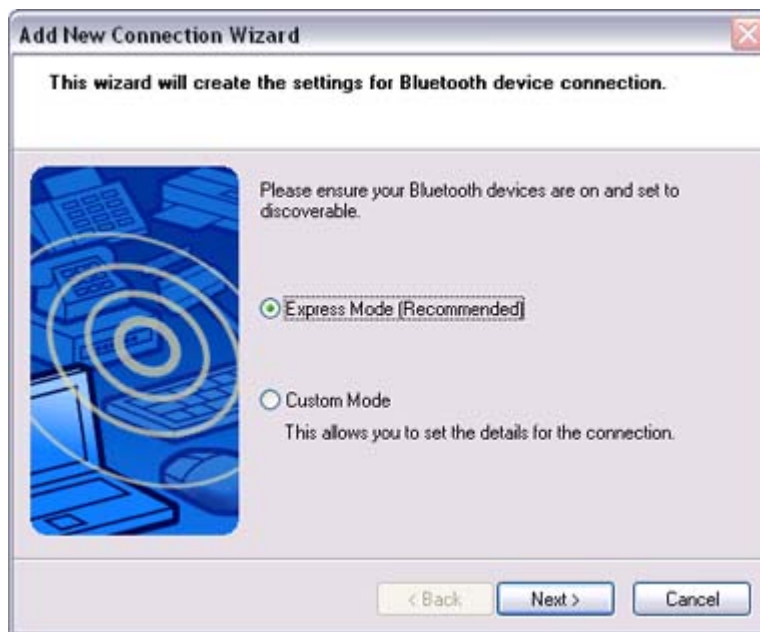 Add New Connection Wizard
This wizard will create the settings for Bluetooth device connection.
Please ensure your Bluetooth devices are on and set to
discoverable.
Express Mode (Recommended)
Custom Mode
This allows you to set the details for the connection.
< Back
Next >
Cancel